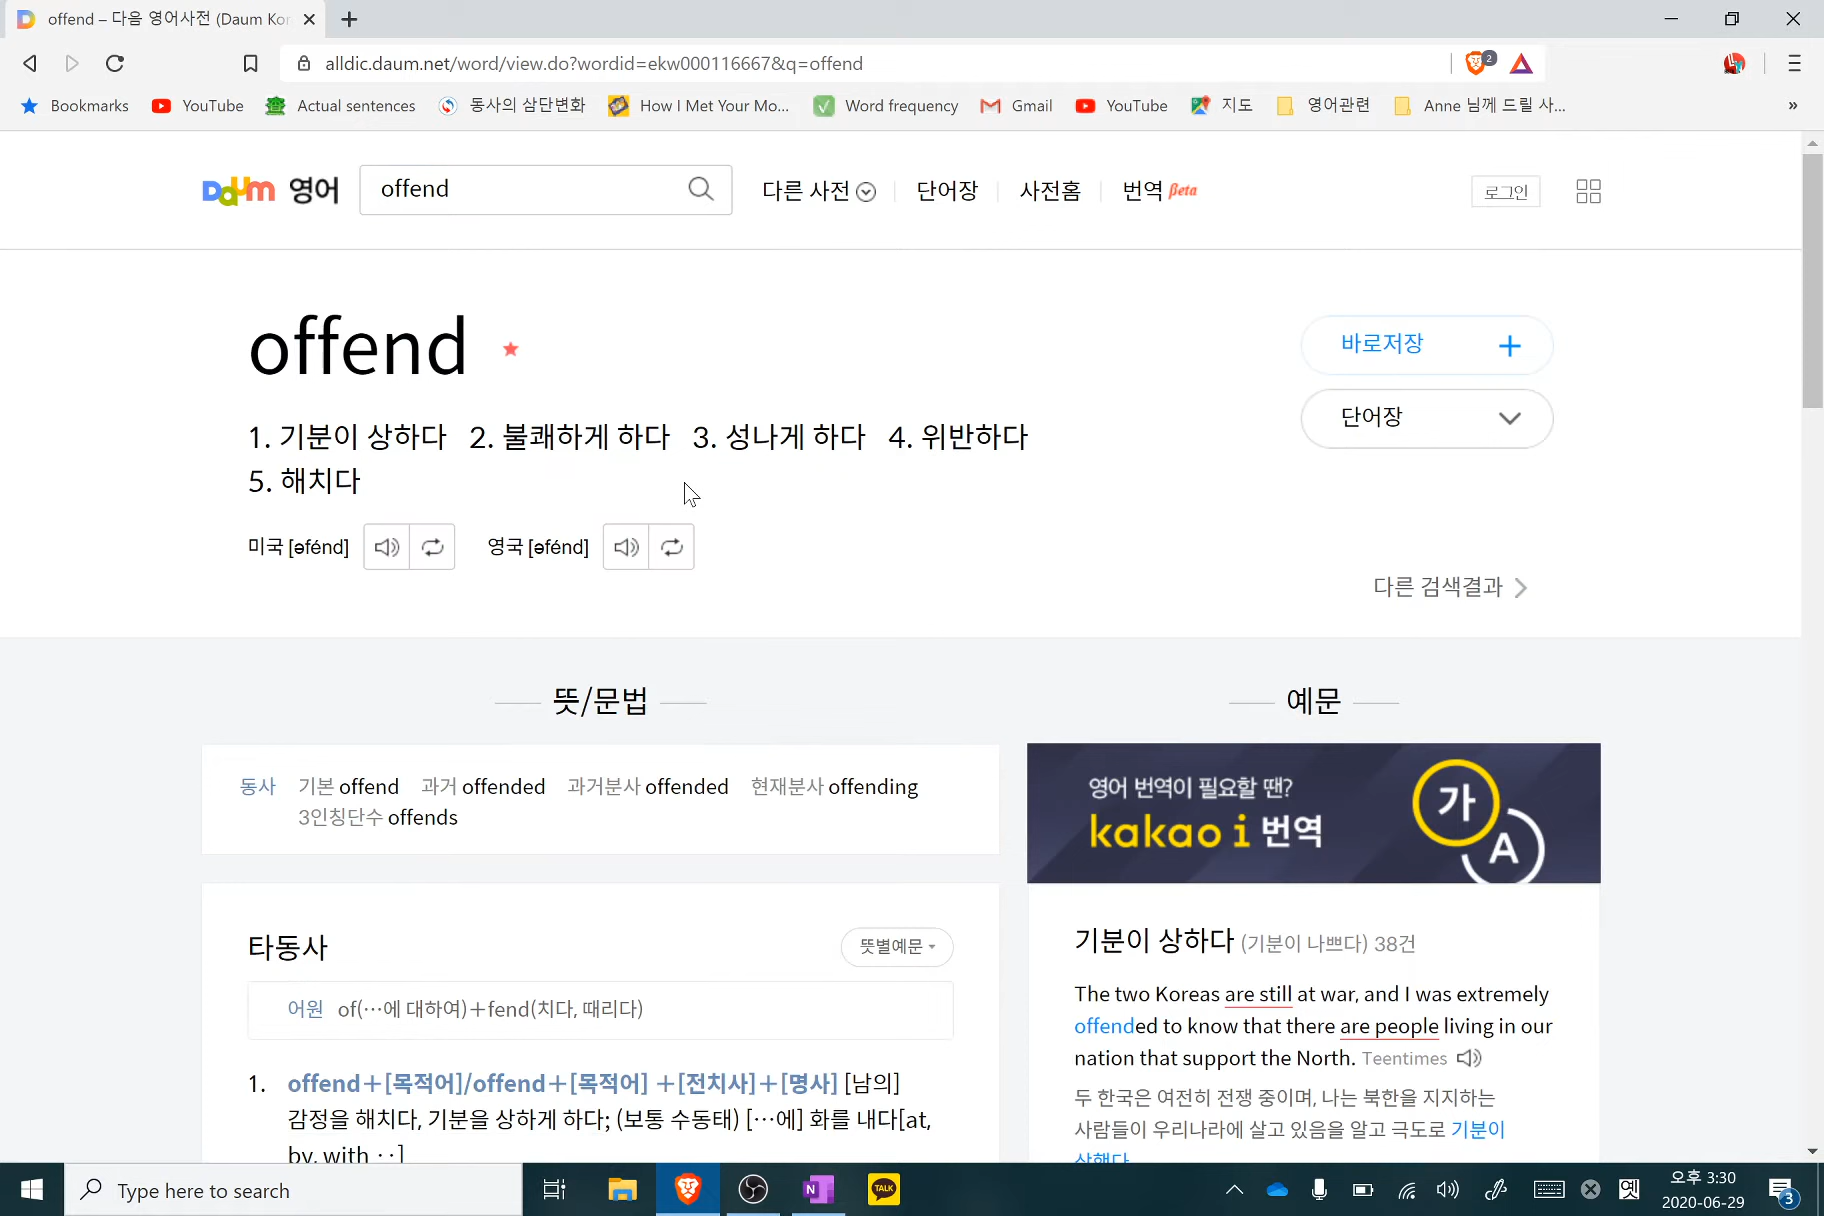 offend – 다음 영어사전 (Daum Kor
alldic.daum.net/word/view.do?wordid=ekw000116667&q=offend
2
Bookmarks YouTube Actual sentences 동사의 삼단변화 How I Met Your Mo... Word frequency Gmail YouTube 지도 영어관련 Anne 님께 드릴 사... »
Daum 영어 offend 다른 사전 단어장 사전홈 번역 βeta 로그인
offend
바로저장
1. 기분이 상하다 2. 불쾌하게 하다 3. 성나게 하다 4. 위반하다
5. 해치다
단어장
미국 [əfénd] 영국 [əfénd]
다른 검색결과
뜻/문법
동사 기본 offend 과거 offended 과거분사 offended 현재분사 offending
3인칭단수 offends
타동사 뜻별예문
어원 of(…에 대하여)+fend(치다, 때리다)
1. offend+[목적어]/offend+[목적어] +[전치사]+[명사] [남의]
감정을 해치다, 기분을 상하게 하다; (보통 수동태) […에] 화를 내다[at,
by, with ‥]
예문
영어 번역이 필요할 땐?
kakao i 번역
가
A
기분이 상하다 (기분이 나쁘다) 38건
The two Koreas are still at war, and I was extremely
offended to know that there are people living in our
nation that support the North. Teentimes
두 한국은 여전히 전쟁 중이며, 나는 북한을 지지하는
사람들이 우리나라에 살고 있음을 알고 극도로 기분이
상했다
Type here to search
N
TALK
옛
오후 3:30
2020-06-29
3